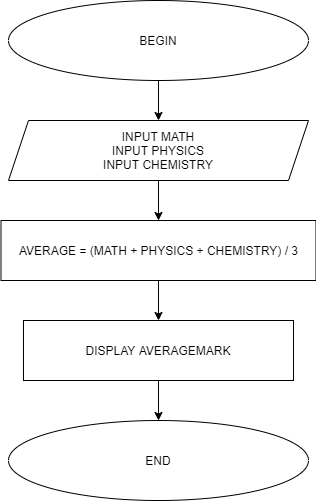 BEGIN
INPUT MATH
INPUT PHYSICS
INPUT CHEMISTRY
AVERAGE = (MATH + PHYSICS + CHEMISTRY) / 3
DISPLAY AVERAGEMARK
END